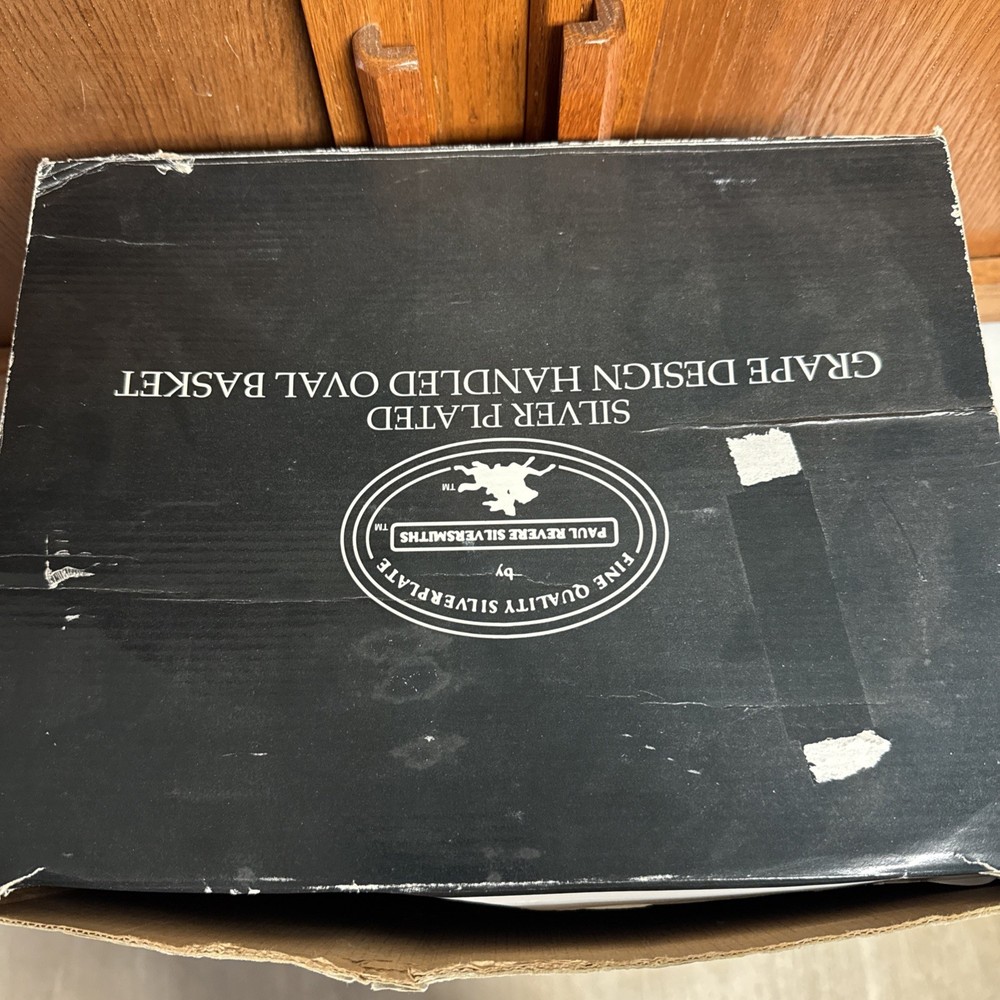 FINE QUALITY SILVERPLATE
by
PAUL REVERE SILVERSMITHS ™
™
SILVER PLATED
GRAPE DESIGN HANDLED OVAL BASKET